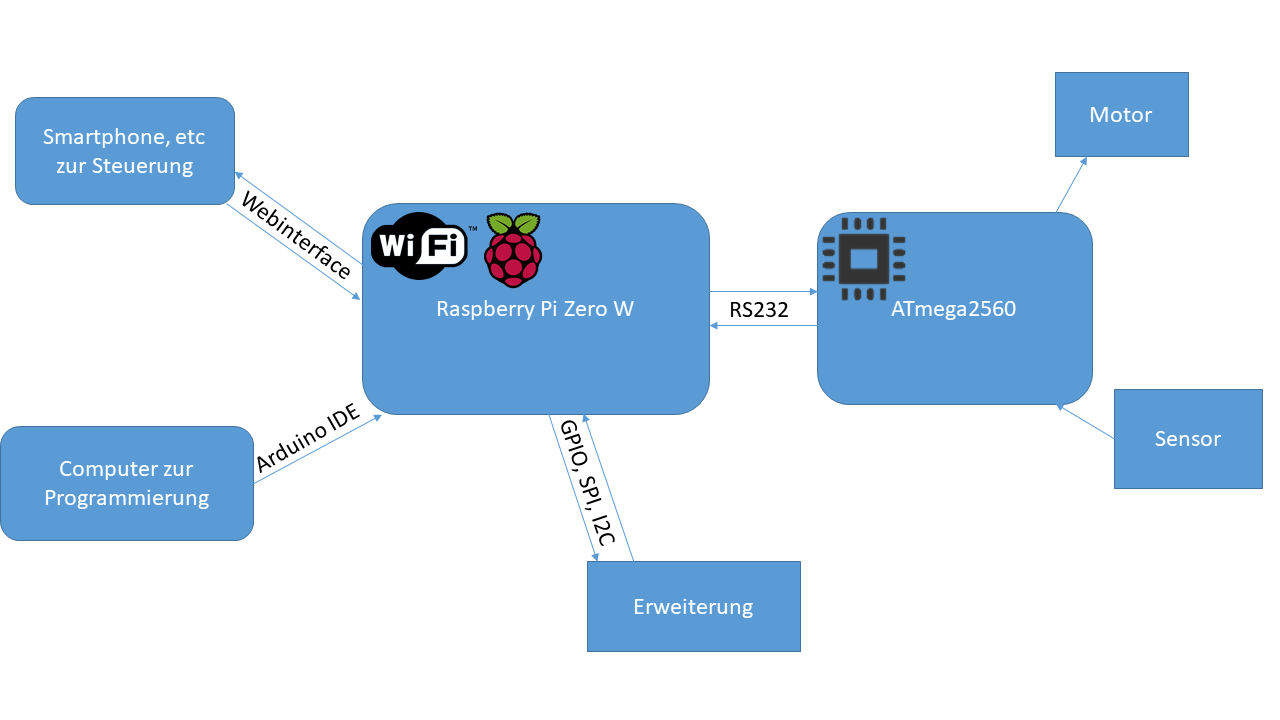 Motor
Smartphone, etc
zur Steuerung
Webinterface
Wi Fi ™
Raspberry Pi Zero W
RS232
ATmega2560
Arduino IDE
Computer zur
Programmierung
GPIO, SPI, I2C
Sensor
Erweiterung